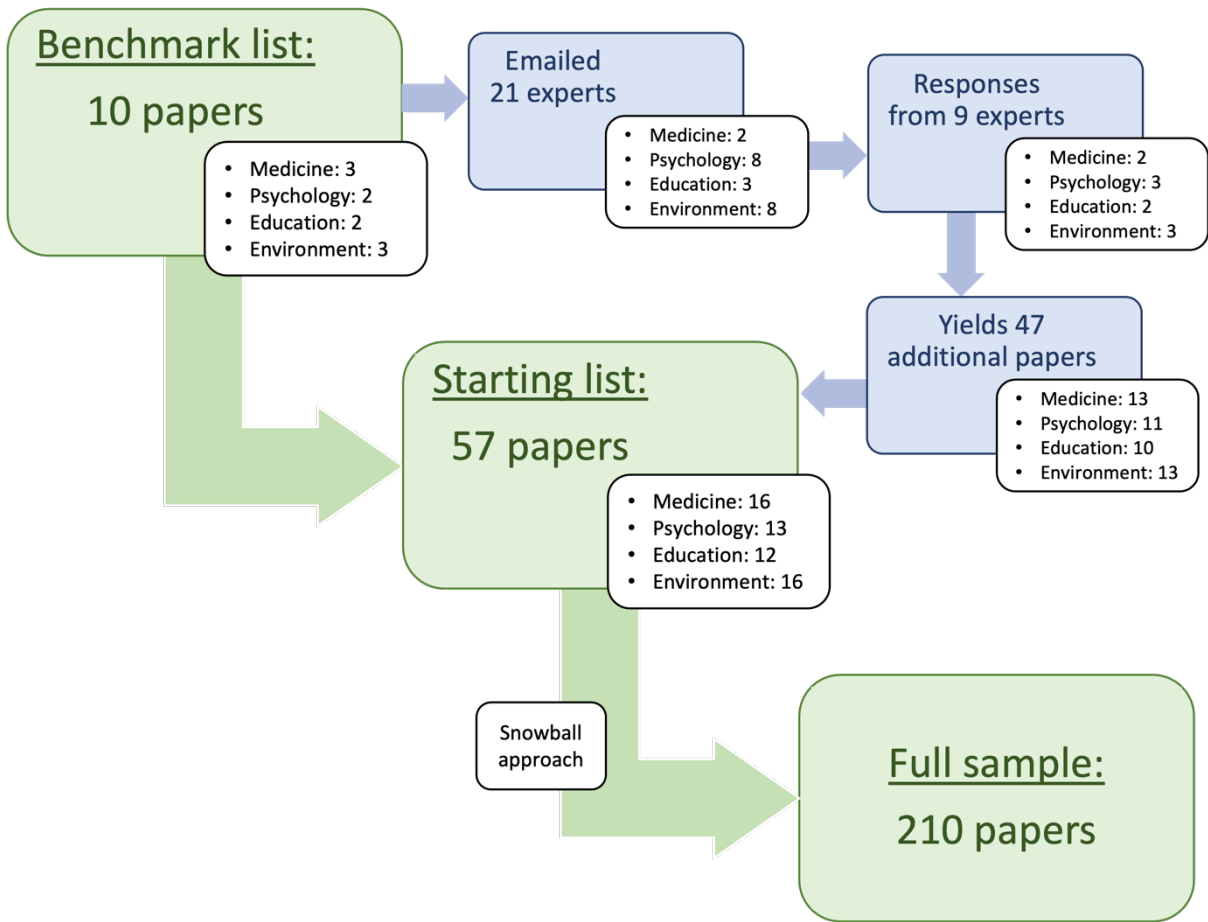 Benchmark list:
10 papers
• Medicine: 3
• Psychology: 2
• Education: 2
• Environment: 3
Emailed
21 experts
• Medicine: 2
• Psychology: 8
• Education: 3
• Environment: 8
Responses
from 9 experts
• Medicine: 2
• Psychology: 3
• Education: 2
• Environment: 3
Yields 47
additional papers
• Medicine: 13
• Psychology: 11
• Education: 10
• Environment: 13
Starting list:
57 papers
• Medicine: 16
• Psychology: 13
• Education: 12
• Environment: 16
Snowball
approach
Full sample:
210 papers